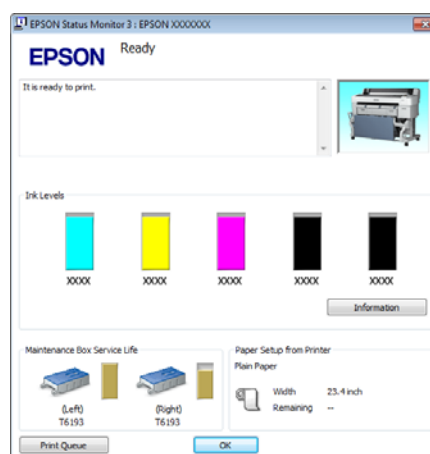 EPSON Status Monitor 3 : EPSON XXXXXXX
EPSON
Ready
It is ready to print.
Ink Levels
XXXX XXXX XXXX XXXX XXXX
Information
Maintenance Box Service Life
(Left) (Right)
T6193 T6193
Paper Setup from Printer
Plain Paper
Width 23.4 inch
Remaining --
Print Queue OK